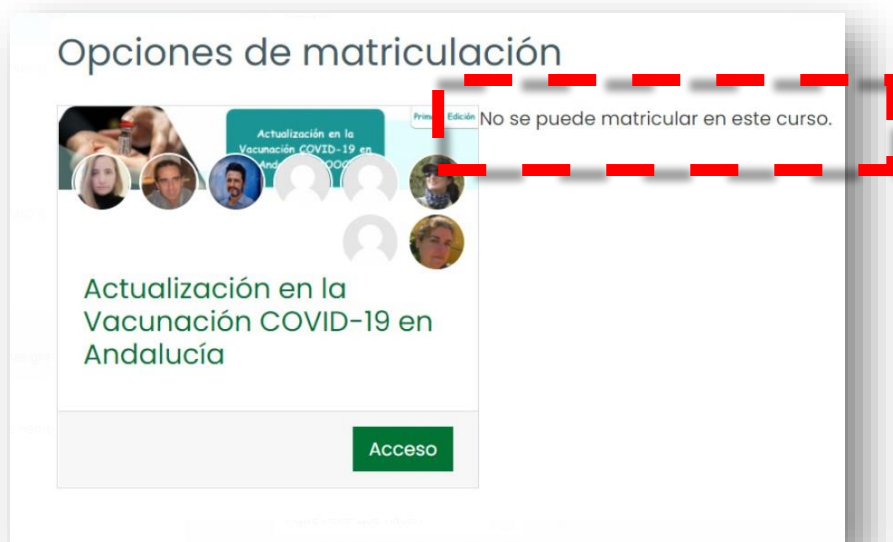 Opciones de matriculación
Actualización en la
Vacunación COVID-19 en
Edición
No se puede matricular en este curso.
Actualización en la
Vacunación COVID-19 en
Andalucía
Acceso